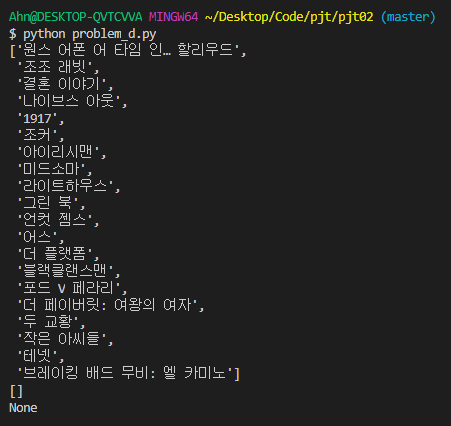 Ahn@DESKTOP-QVTCVVA MINGW64 ~/Desktop/Code/pjt/pjt02 (master)
$ python problem_d.py
['원스 어폰 어 타임 인… 할리우드',
'조조 래빗',
'결혼 이야기',
'나이브스 아웃',
'1917',
'조커',
'아이리시맨',
'미드소마',
'라이트하우스',
'그린 북',
'언컷 젬스',
'어스',
'더 플랫폼',
'블랙클랜스맨',
'포드 V 페라리',
'더 페이버릿: 여왕의 여자',
'두 교황',
'작은 아씨들',
'테넷',
'브레이킹 배드 무비: 엘 카미노']
[]
None